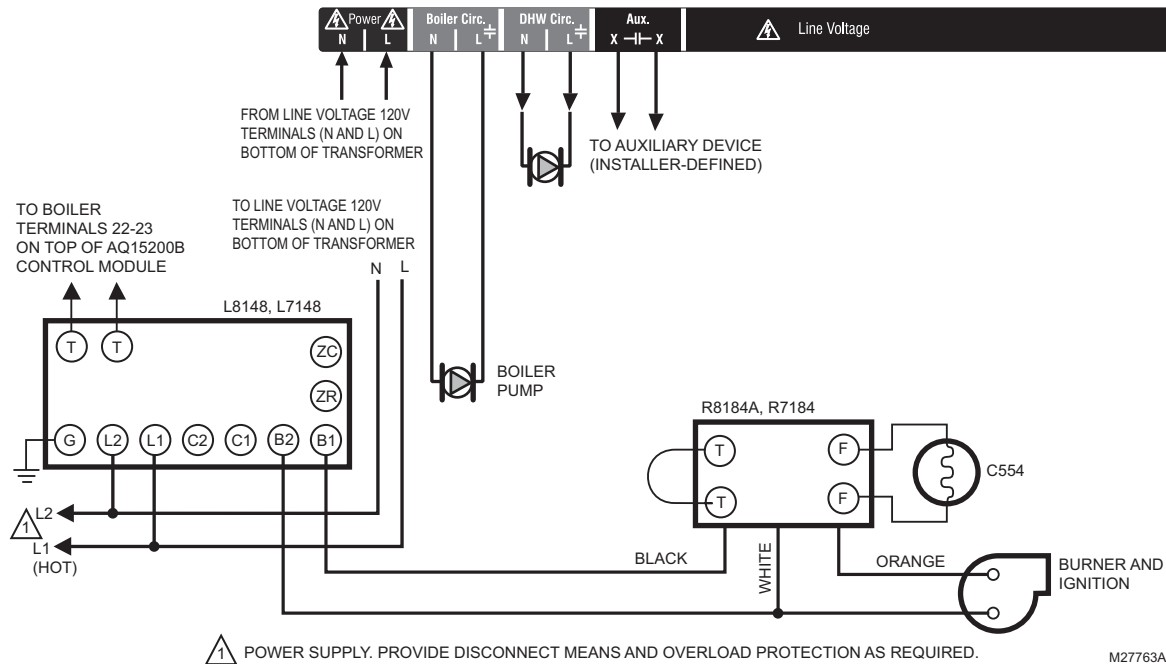 Power Boiler Circ. DHW Circ. Aux.
N L N L N L X X Line Voltage
FROM LINE VOLTAGE 120V
TERMINALS (N AND L) ON
BOTTOM OF TRANSFORMER
TO AUXILIARY DEVICE
(INSTALLER-DEFINED)
TO BOILER
TERMINALS 22-23
ON TOP OF AQ15200B
CONTROL MODULE
TO LINE VOLTAGE 120V
TERMINALS (N AND L) ON
BOTTOM OF TRANSFORMER
N L
L8148, L7148
T T ZC
ZR
G L2 L1 C2 C1 B2 B1
BOILER
PUMP
R8184A, R7184
T F
T F
C554
1
L2
L1
(HOT)
BLACK
WHITE
ORANGE
BURNER AND
IGNITION
1 POWER SUPPLY. PROVIDE DISCONNECT MEANS AND OVERLOAD PROTECTION AS REQUIRED.
M27763A